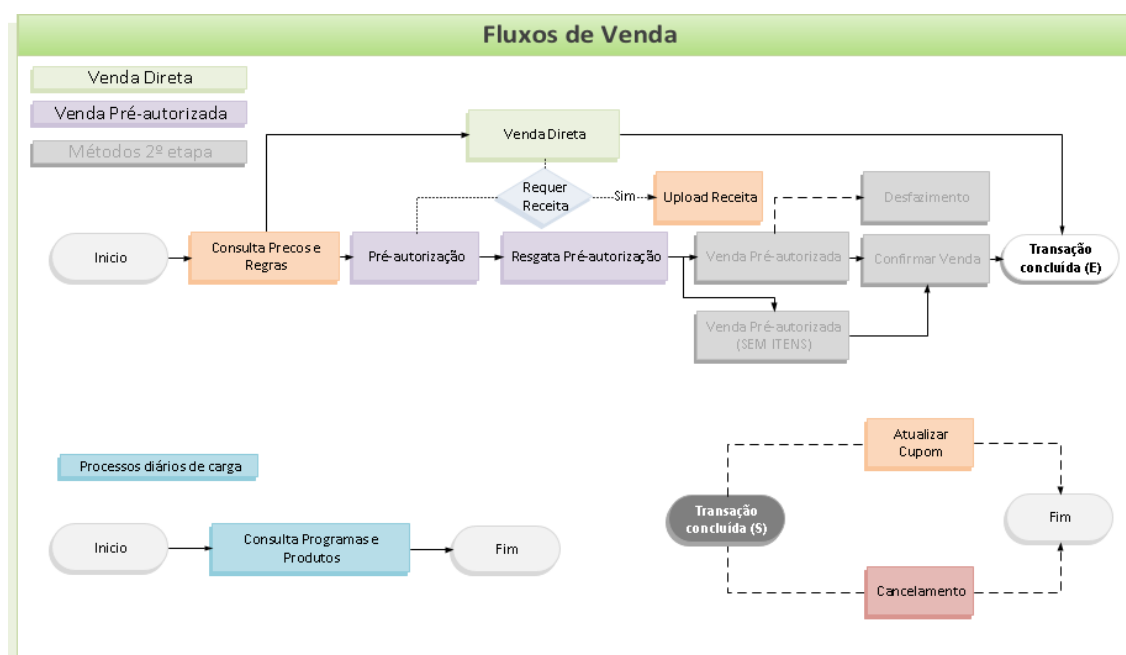 Fluxos de Venda
Venda Direta
Venda Pré-autorizada
Métodos 2º etapa
Venda Direta
Requer
Receita
Sim
Upload Receita
Desfazimento
Inicio
Consulta Precos e
Regras
Pré-autorização
Resgata Pré-autorização
Venda Pré-autorizada
Confirmar Venda
Transação
concluída (E)
Venda Pré-autorizada
(SEM ITENS)
Processos diários de carga
Inicio
Consulta Programas e
Produtos
Fim
Atualizar
Cupom
Transação
concluída (S)
Fim
Cancelamento